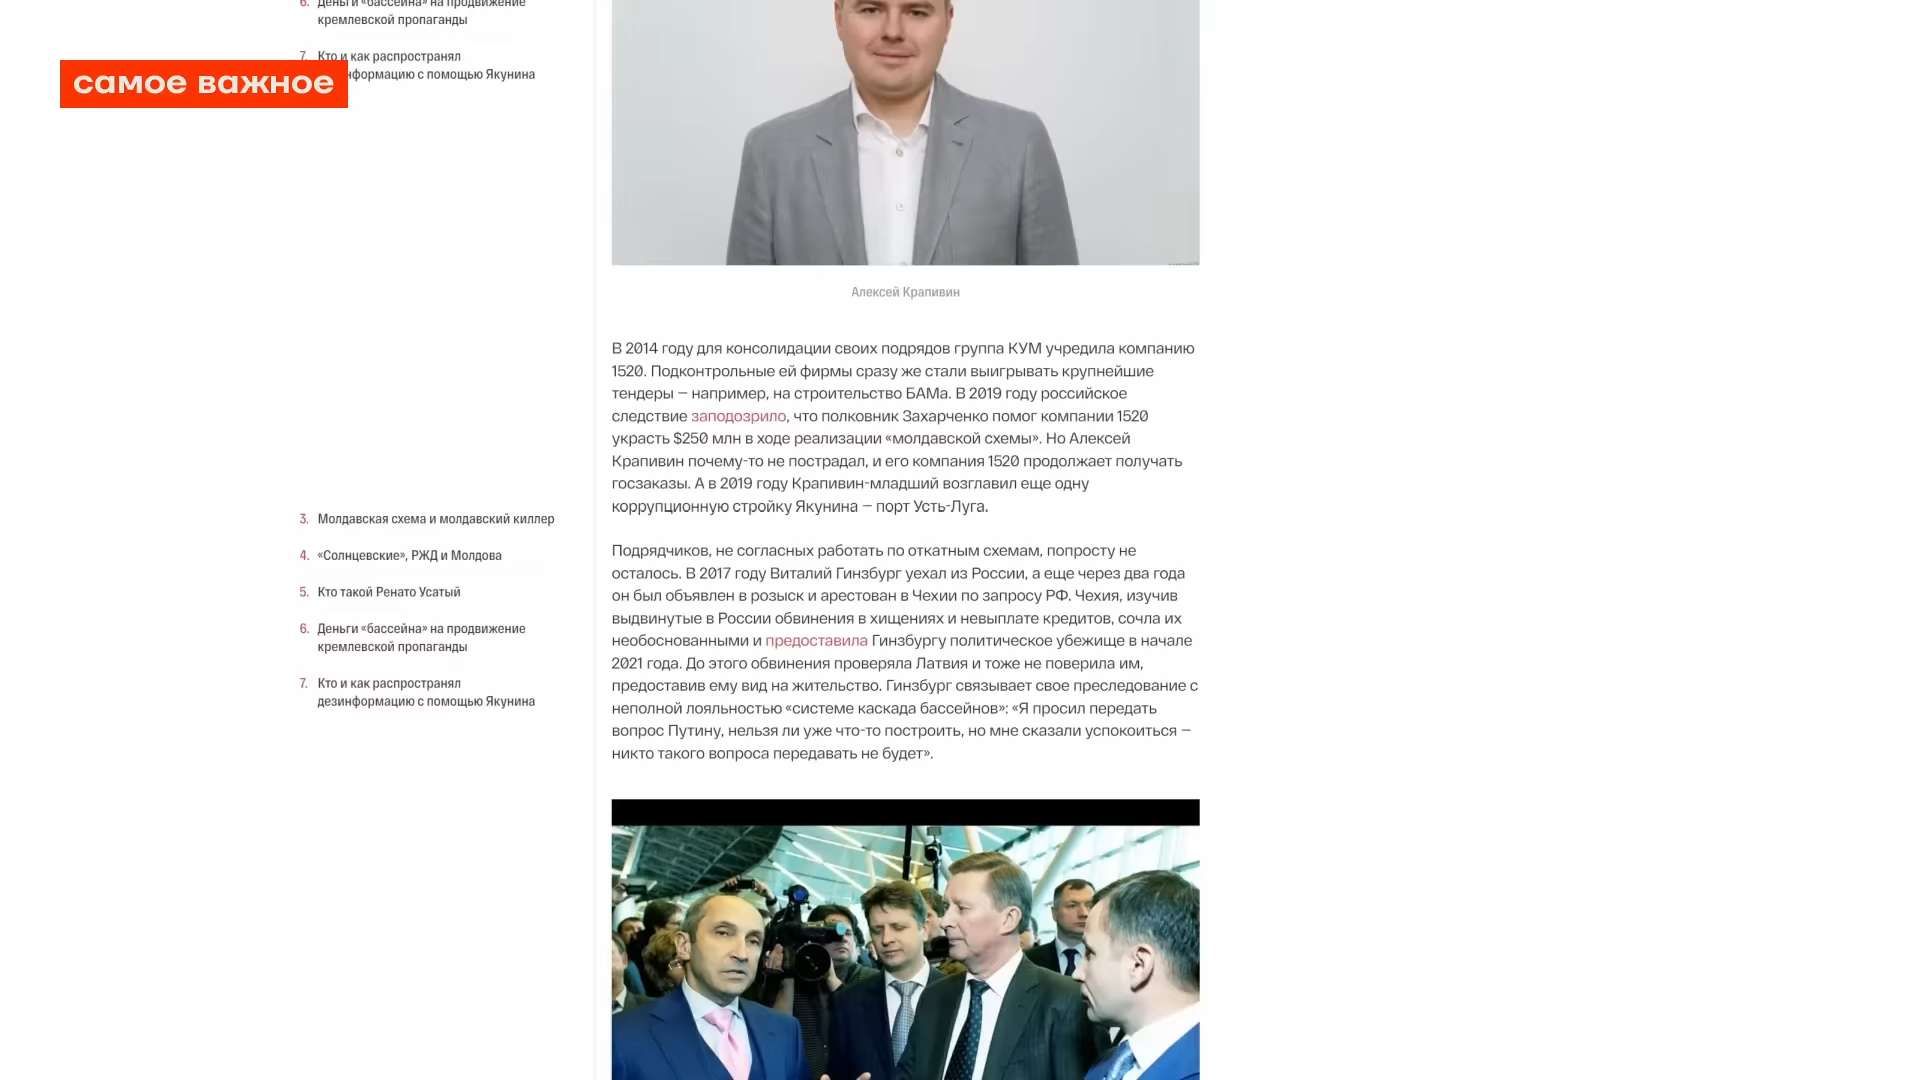 6. Деньги «бассейна» на продвижение
кремлевской пропаганды
7. Кто и как распространял
нформацию с помощью Якунина
самое важное
Алексей Крапивин
В 2014 году для консолидации своих подрядов группа КУМ учредила компанию
1520. Подконтрольные ей фирмы сразу же стали выигрывать крупнейшие
тендеры — например, на строительство БАМа. В 2019 году российское
следствие заподозрило, что полковник Захарченко помог компании 1520
украсть $250 млн в ходе реализации «молдавской схемы». Но Алексей
Крапивин почему-то не пострадал, и его компания 1520 продолжает получать
госзаказы. А в 2019 году Крапивин-младший возглавил еще одну
коррупционную стройку Якунина — порт Усть-Луга.
3. Молдавская схема и молдавский киллер
4. «Солнцевские», РЖД и Молдова
5. Кто такой Ренато Усатый
6. Деньги «бассейна» на продвижение
кремлевской пропаганды
7. Кто и как распространял
дезинформацию с помощью Якунина
Подрядчиков, не согласных работать по откатным схемам, попросту не
осталось. В 2017 году Виталий Гинзбург уехал из России, а еще через два года
он был объявлен в розыск и арестован в Чехии по запросу РФ. Чехия, изучив
выдвинутые в России обвинения в хищениях и невыплате кредитов, сочла их
необоснованными и предоставила Гинзбургу политическое убежище в начале
2021 года. До этого обвинения проверяла Латвия и тоже не поверила им,
предоставив ему вид на жительство. Гинзбург связывает свое преследование с
неполной лояльностью «системе каскада бассейнов»: «Я просил передать
вопрос Путину, нельзя ли уже что-то построить, но мне сказали успокоиться —
никто такого вопроса передавать не будет».